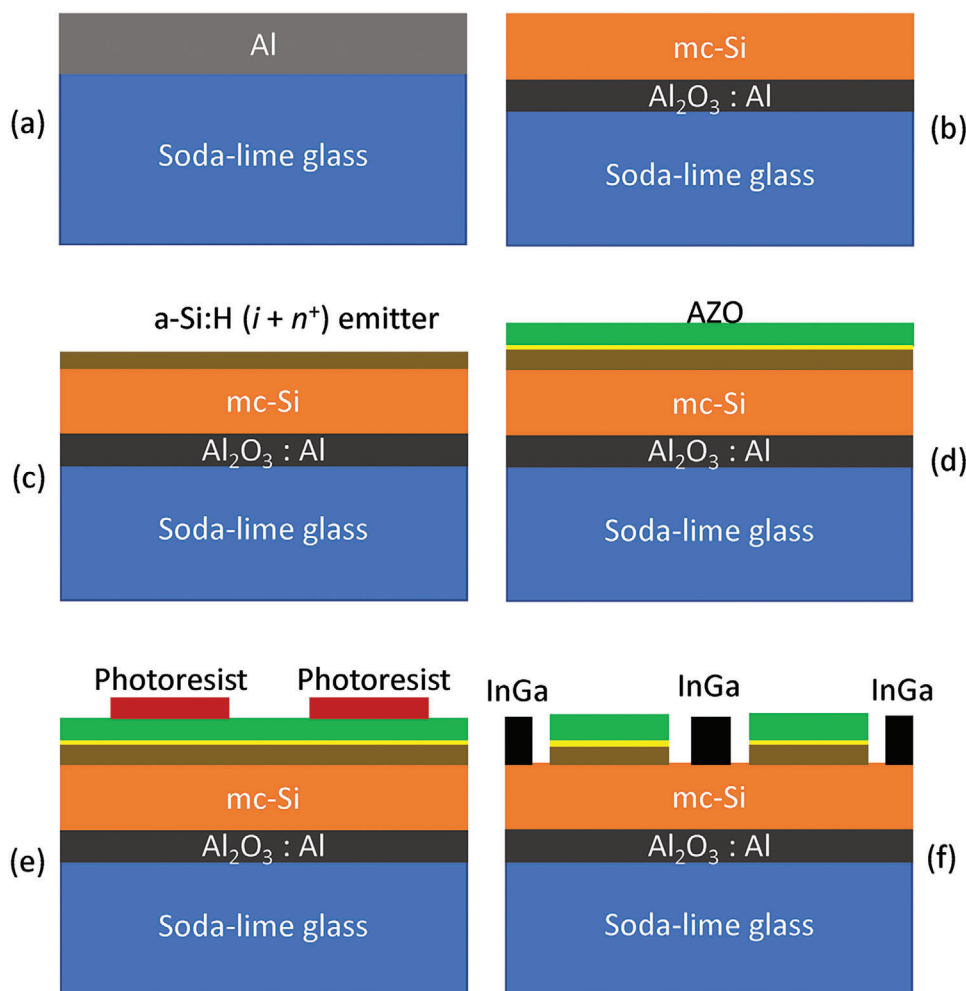 Al
mc-Si
(a)
Al₂O₃ : Al
(b)
Soda-lime glass
Soda-lime glass
a-Si:H (i + n⁺) emitter
AZO
mc-Si
mc-Si
Al₂O₃ : Al
Al₂O₃ : Al
(c)
(d)
Soda-lime glass
Soda-lime glass
Photoresist
Photoresist
InGa
InGa
InGa
mc-Si
mc-Si
Al₂O₃ : Al
Al₂O₃ : Al
(e)
(f)
Soda-lime glass
Soda-lime glass